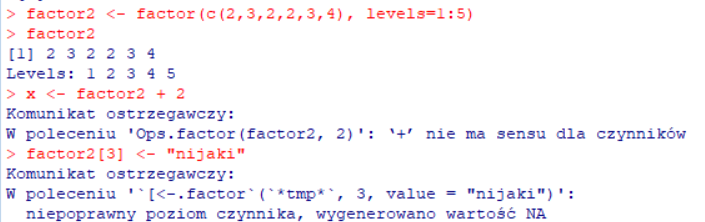 > factor2 <- factor(c(2,3,2,2,3,4), levels=1:5)
> factor2
[1] 2 3 2 2 3 4
Levels: 1 2 3 4 5
> x <- factor2 + 2
Komunikat ostrzegawczy:
W poleceniu 'Ops.factor(factor2, 2)': ‘+’ nie ma sensu dla czynników
> factor2[3] <- "nijaki"
Komunikat ostrzegawczy:
W poleceniu '`[<-.factor`(`*tmp*`, 3, value = "nijaki")':
  niepoprawny poziom czynnika, wygenerowano wartość NA